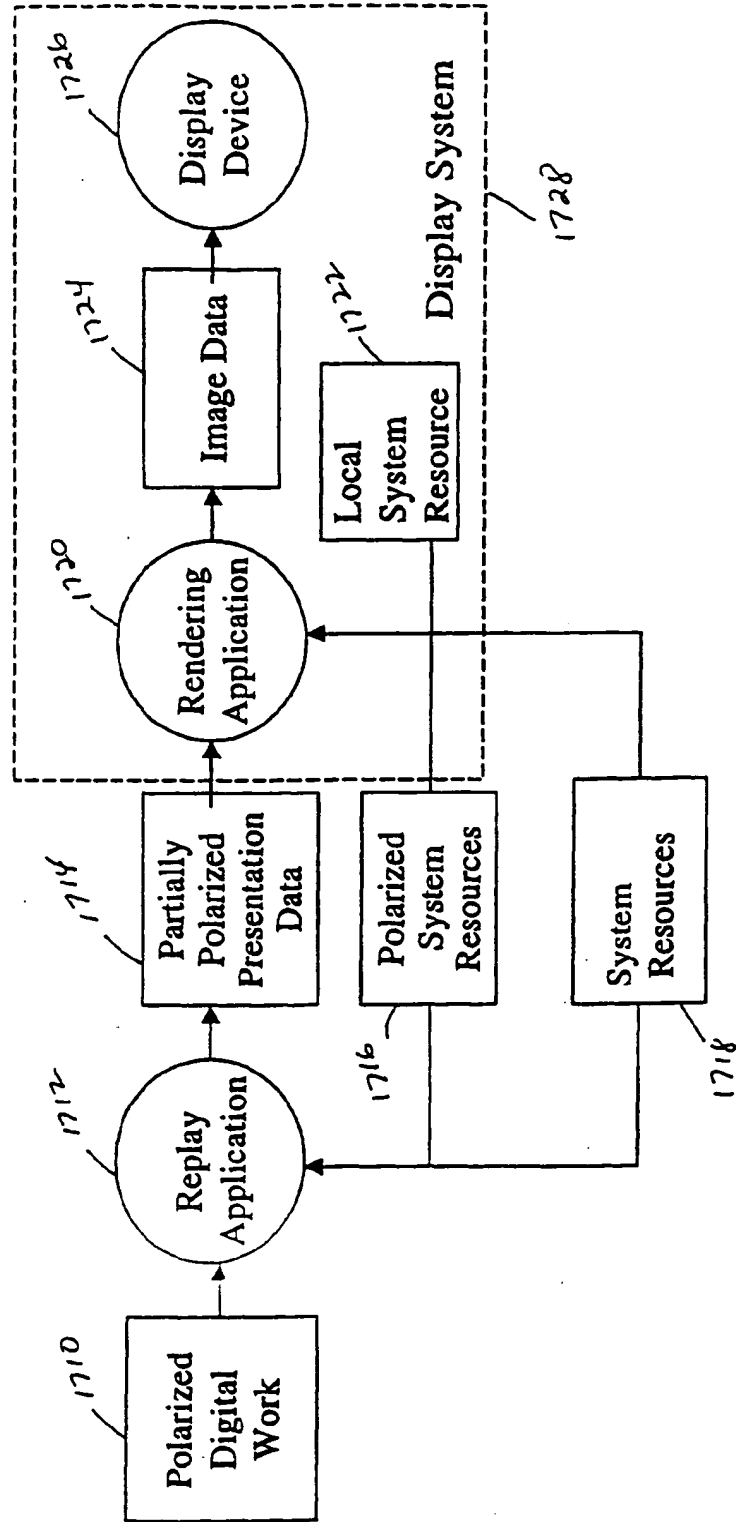 1710
Polarized
Digital
Work
1712
Replay
Application
1714
Partially
Polarized
Presentation
Data
1716
Polarized
System
Resources
1718
System
Resources
1720
Rendering
Application
1722
Local
System
Resource
1724
Image Data
1726
Display
Device
Display System
1728